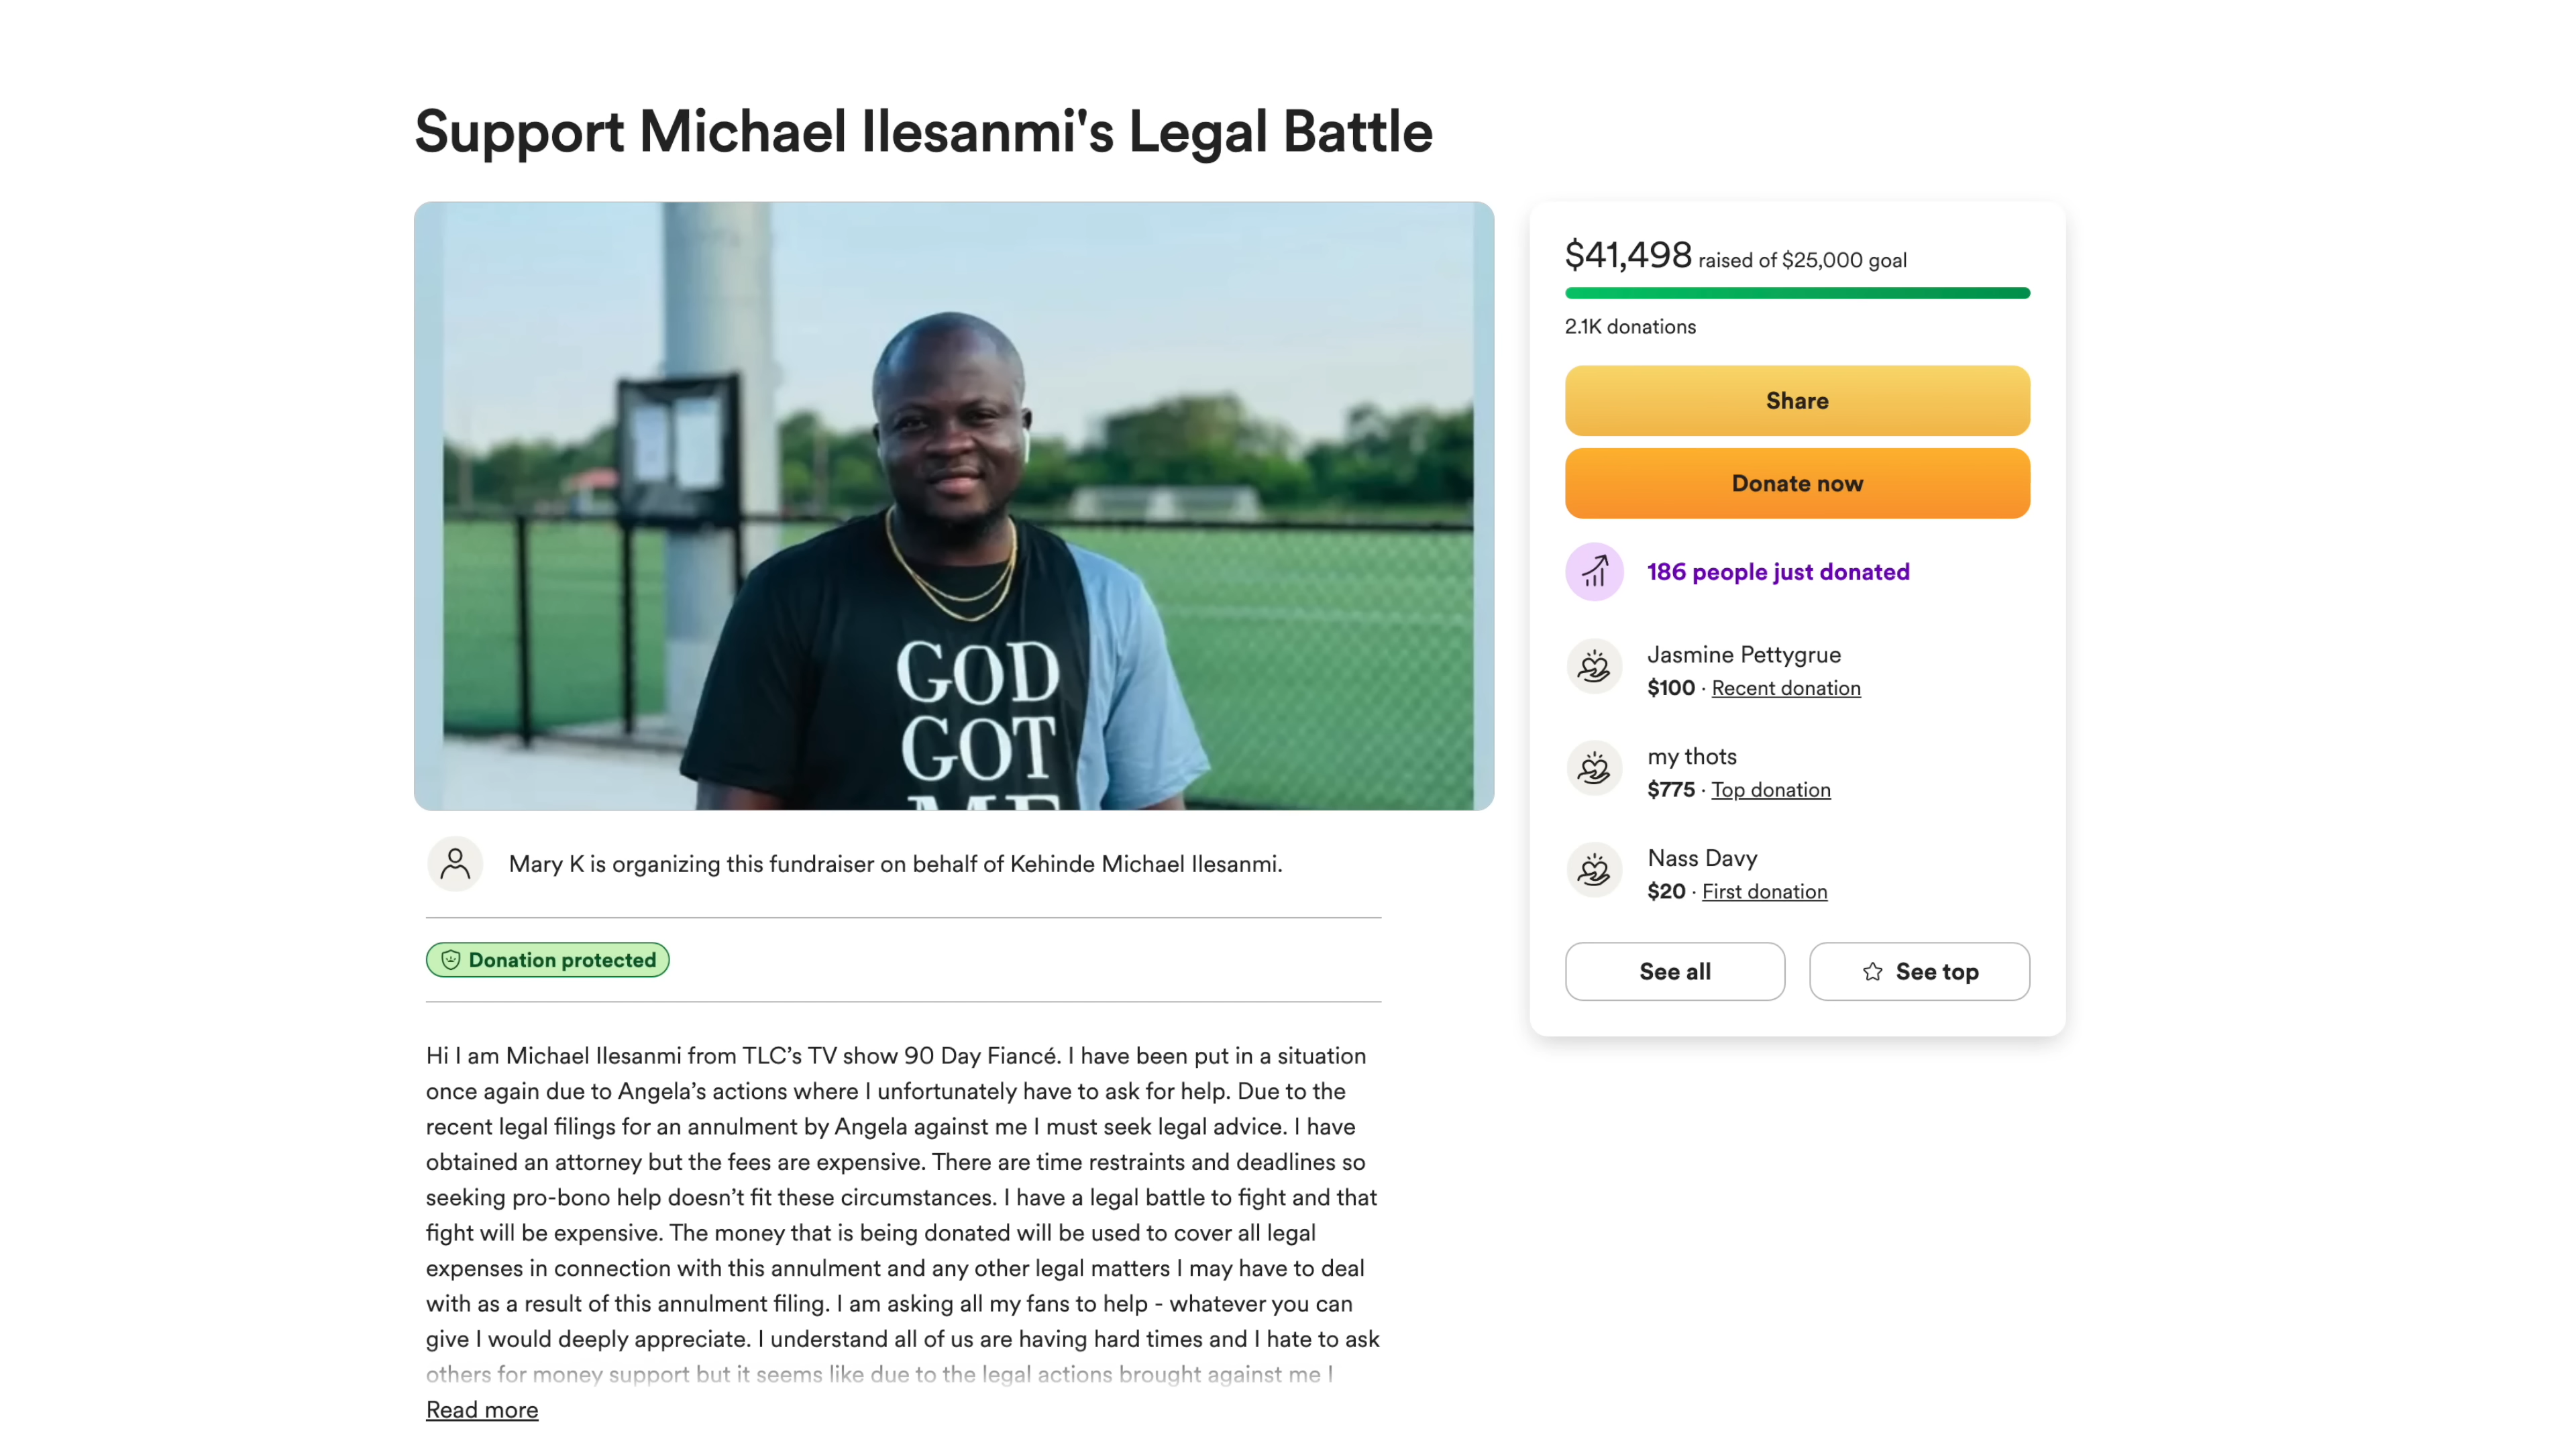 Support Michael Ilesanmi's Legal Battle
GOD
GOT
ME
Mary K is organizing this fundraiser on behalf of Kehinde Michael Ilesanmi.
Donation protected
Hi I am Michael Ilesanmi from TLC’s TV show 90 Day Fiancé. I have been put in a situation
once again due to Angela’s actions where I unfortunately have to ask for help. Due to the
recent legal filings for an annulment by Angela against me I must seek legal advice. I have
obtained an attorney but the fees are expensive. There are time restraints and deadlines so
seeking pro-bono help doesn’t fit these circumstances. I have a legal battle to fight and that
fight will be expensive. The money that is being donated will be used to cover all legal
expenses in connection with this annulment and any other legal matters I may have to deal
with as a result of this annulment filing. I am asking all my fans to help - whatever you can
give I would deeply appreciate. I understand all of us are having hard times and I hate to ask
others for money support but it seems like due to the legal actions brought against me I
Read more
$41,498 raised of $25,000 goal
2.1K donations
Share
Donate now
186 people just donated
Jasmine Pettygrue
$100 · Recent donation
my thots
$775 · Top donation
Nass Davy
$20 · First donation
See all
See top